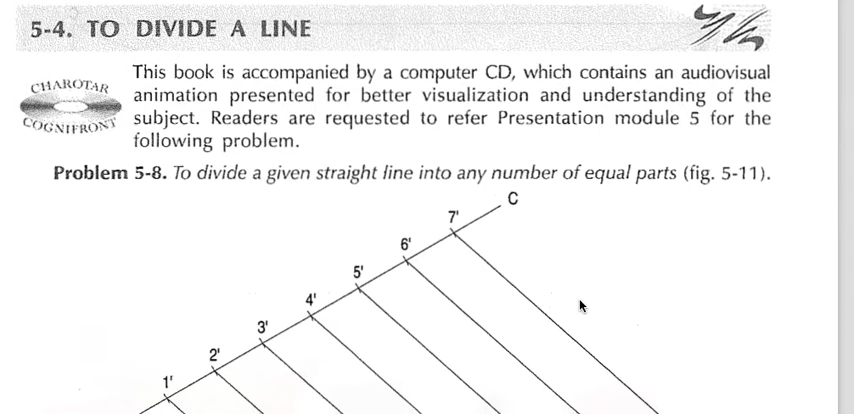 5-4. TO DIVIDE A LINE
CHAROTAR
COGNIFRONT
This book is accompanied by a computer CD, which contains an audiovisual
animation presented for better visualization and understanding of the
subject. Readers are requested to refer Presentation module 5 for the
following problem.
Problem 5-8. To divide a given straight line into any number of equal parts (fig. 5-11).
C
7'
6'
5'
4'
3'
2'
1'